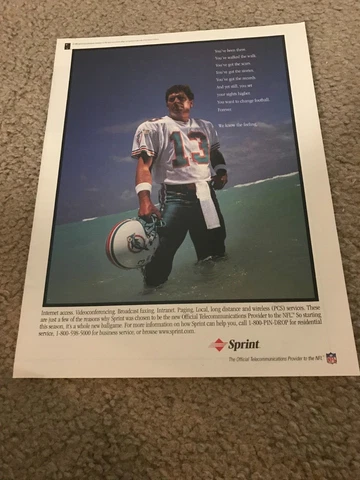 You've been there.
You've walked the walk.
You've got the scars.
You've got the stories.
You've got the records.
And yet still, you set
your sights higher.
You want to change football.
Forever.
We know the feeling.
13
Internet access. Videoconferencing. Broadcast faxing. Intranet. Paging. Local, long distance and wireless (PCS) services. These
are just a few of the reasons why Sprint was chosen to be the new Official Telecommunications Provider to the NFL.™ So starting
this season, it's a whole new ballgame. For more information on how Sprint can help you, call 1-800-PIN-DROP for residential
service, 1-800-598-5000 for business service, or browse www.sprint.com.
Sprint
The Official Telecommunications Provider to the NFL
NFL